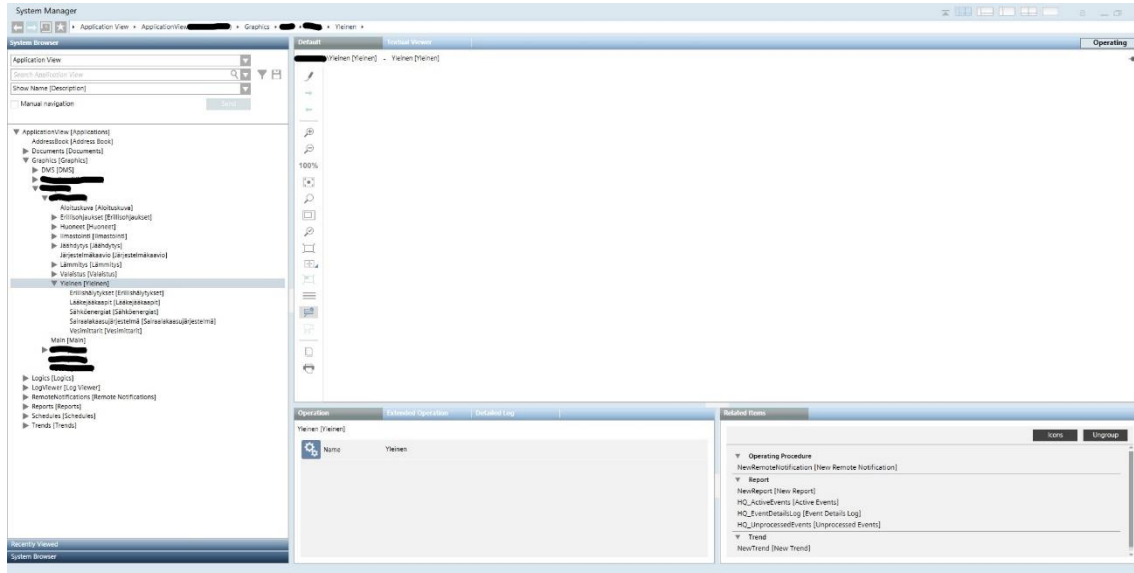 System Manager
Application View • ApplicationView • Graphics • • • Yleinen •
System Browser
Application View
Search Application View
Show Name [Description]
Manual navigation
Send
ApplicationView [Applications]
AddressBook [Address Book]
Documents [Documents]
Graphics [Graphics]
DMS [DMS]
Aloituskuva [Aloituskuva]
Erillisohjaukset [Erillisohjaukset]
Huoneet [Huoneet]
Ilmastointi [Ilmastointi]
Jäähdytys [Jäähdytys]
Järjestelmäkaavio [Järjestelmäkaavio]
Lämmitys [Lämmitys]
Valaistus [Valaistus]
Yleinen [Yleinen]
Erillishälytykset [Erillishälytykset]
Lääkejääkaapit [Lääkejääkaapit]
Sähköenergiat [Sähköenergiat]
Sairaalakaasujärjestelmä [Sairaalakaasujärjestelmä]
Vesimittarit [Vesimittarit]
Main [Main]
Logics [Logics]
LogViewer [Log Viewer]
RemoteNotifications [Remote Notifications]
Reports [Reports]
Schedules [Schedules]
Trends [Trends]
Recently Viewed
System Browser
Default Textual Viewer
Operating
Yleinen [Yleinen] - Yleinen [Yleinen]
100%
Operation Extended Operation Detailed Log
Yleinen [Yleinen]
Name Yleinen
Related Items
Icons Ungroup
Operating Procedure
NewRemoteNotification [New Remote Notification]
Report
NewReport [New Report]
HQ_ActiveEvents [Active Events]
HQ_EventDetailsLog [Event Details Log]
HQ_UnprocessedEvents [Unprocessed Events]
Trend
NewTrend [New Trend]